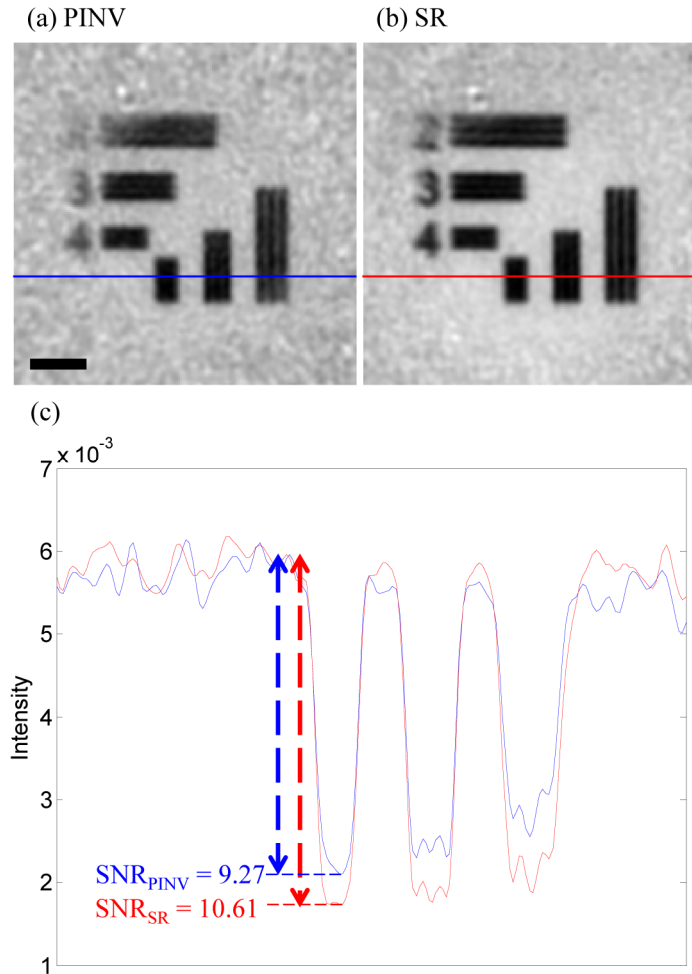 (a) PINV
(b) SR
2
3
4
2
3
4
(c)
× 10-3
7
6
5
4
3
2
1
Intensity
SNRPINV = 9.27
SNRSR = 10.61